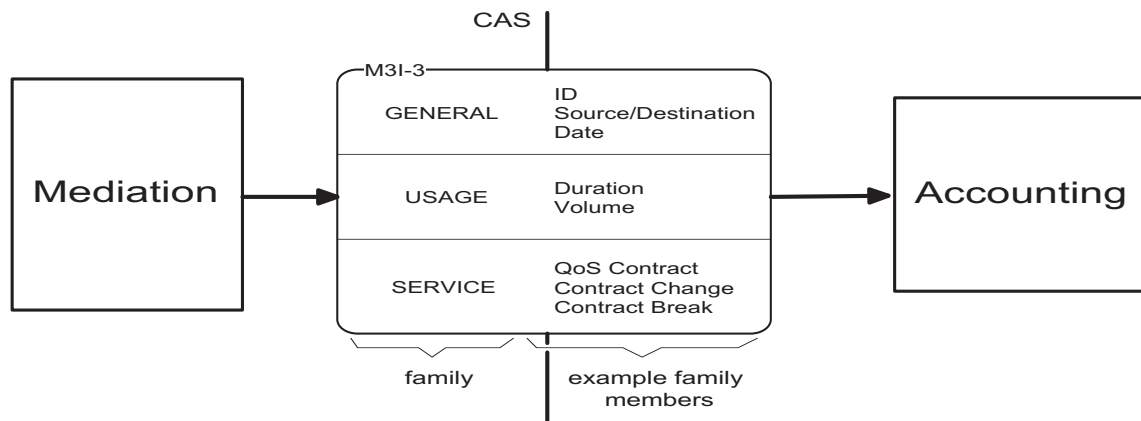 CAS
M3I-3
GENERAL
ID
Source/Destination
Date
Mediation
USAGE
Duration
Volume
Accounting
SERVICE
QoS Contract
Contract Change
Contract Break
family
example family
members